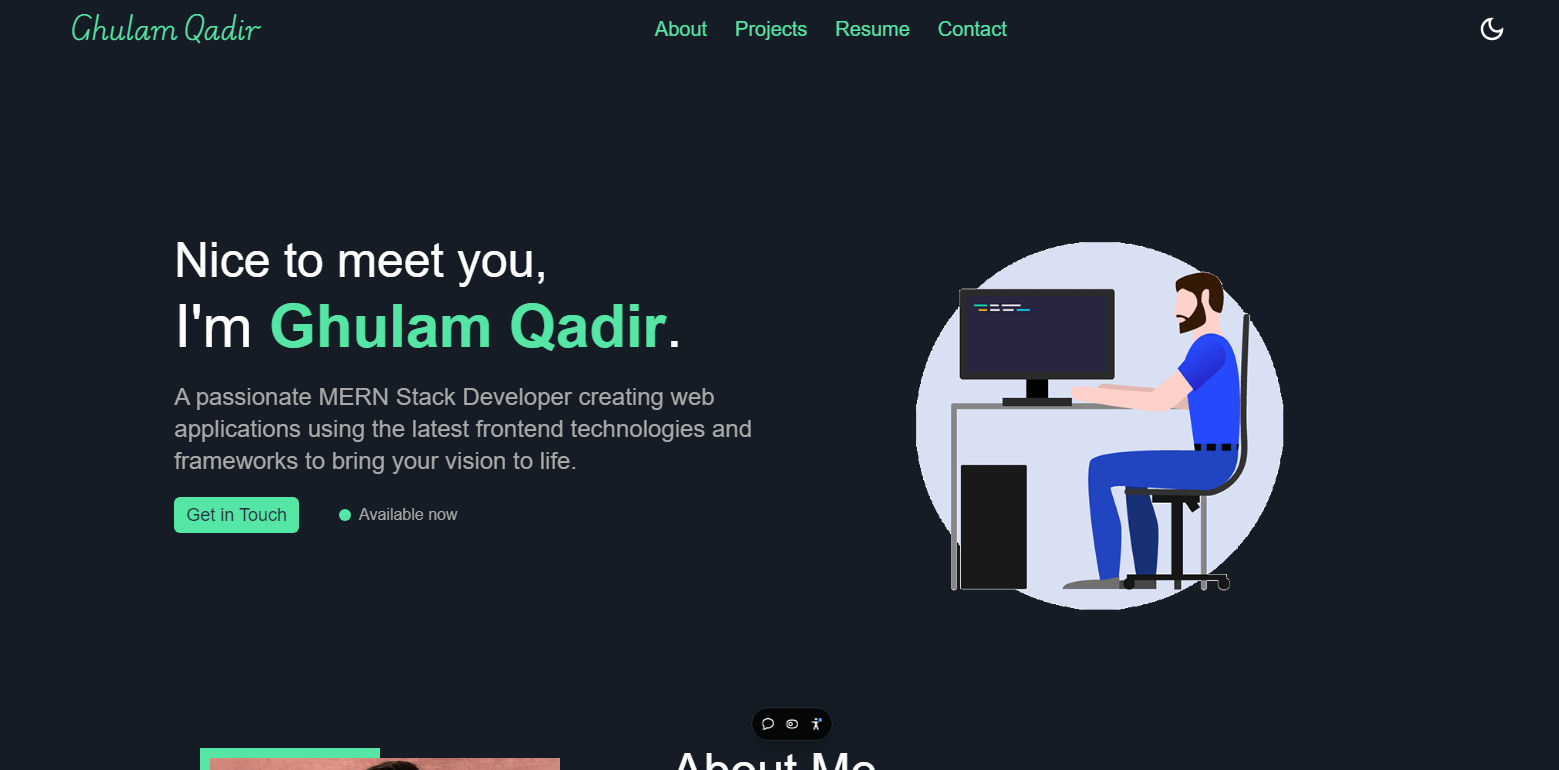 Ghulam Qadir
About Projects Resume Contact
Nice to meet you,
I'm Ghulam Qadir.
A passionate MERN Stack Developer creating web
applications using the latest frontend technologies and
frameworks to bring your vision to life.
Get in Touch
Available now
About Me